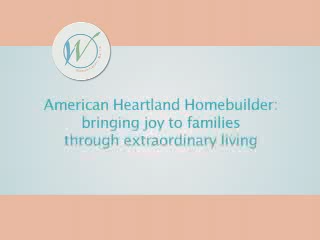 American Heartland Homebuilder:
bringing joy to families
through extraordinary living